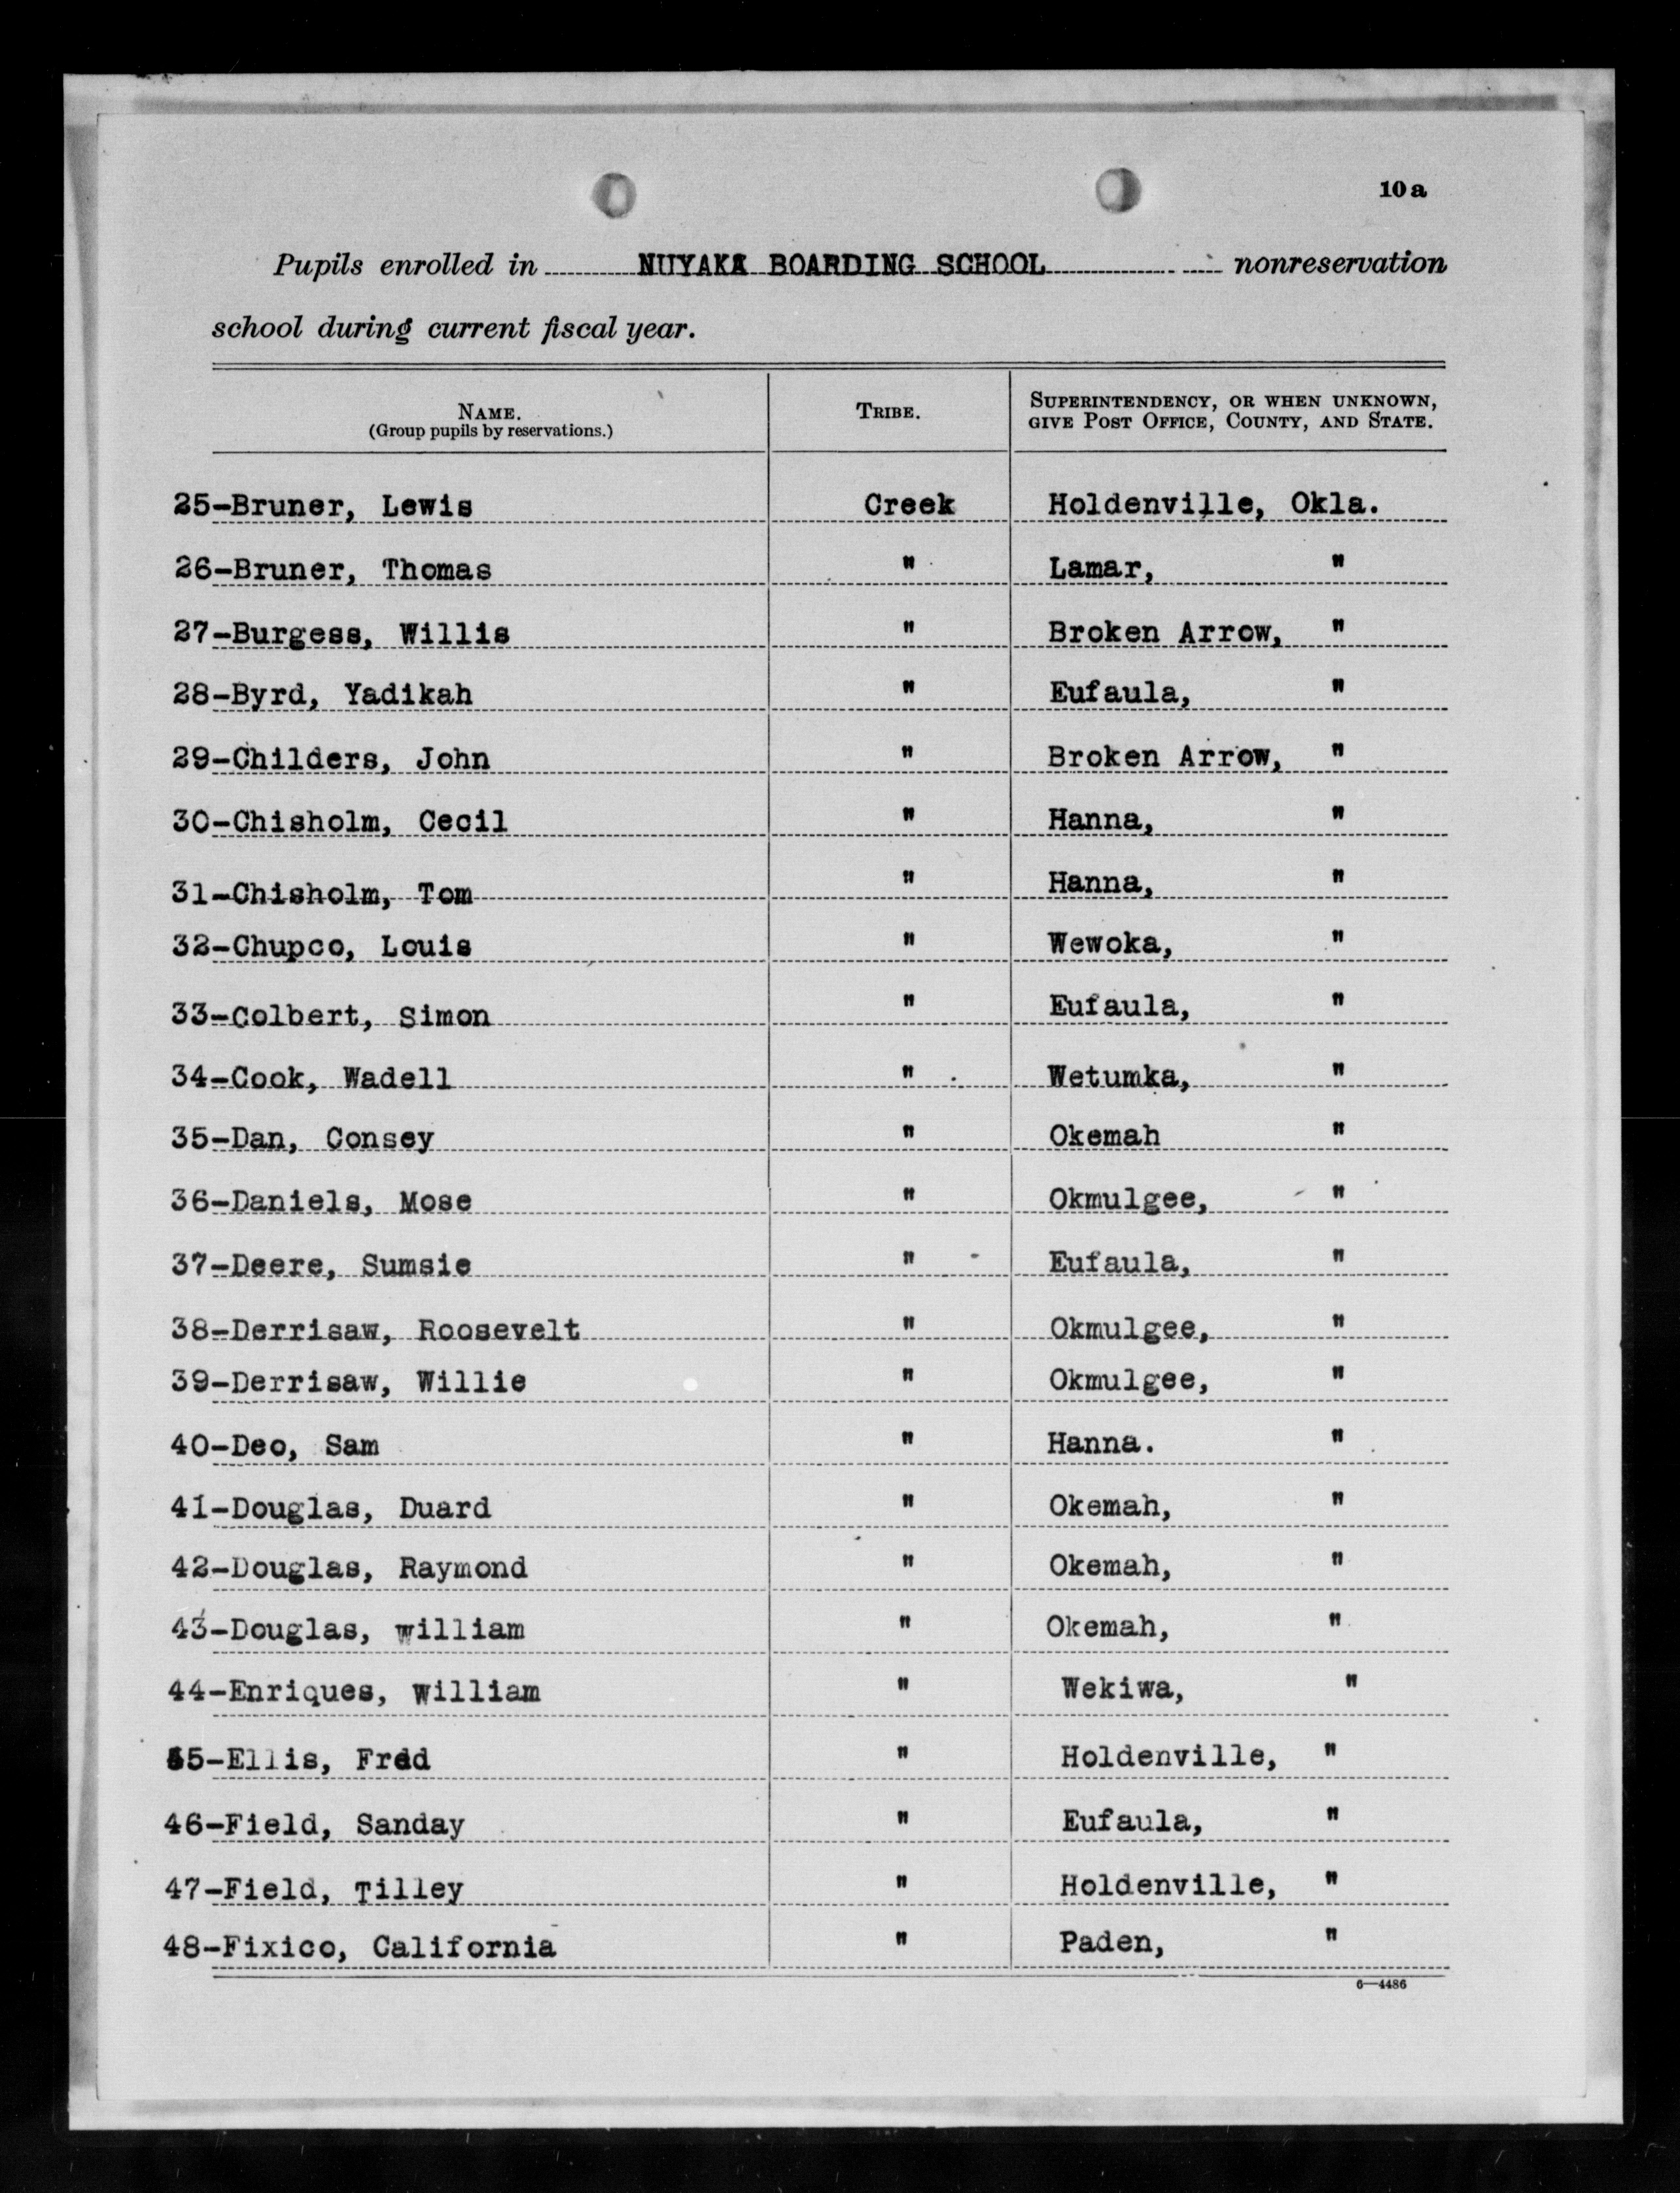 10a
Pupils enrolled in NUYAKA BOARDING SCHOOL nonreservation
school during current fiscal year.
NAME.
(Group pupils by reservations.)
TRIBE.
SUPERINTENDENCY, OR WHEN UNKNOWN,
GIVE POST OFFICE, COUNTY, AND STATE.
25-Bruner, Lewis Creek Holdenville, Okla.
26-Bruner, Thomas " Lamar, "
27-Burgess, Willis " Broken Arrow, "
28-Byrd, Yadikah " Eufaula, "
29-Childers, John " Broken Arrow, "
30-Chisholm, Cecil " Hanna, "
31-Chisholm, Tom " Hanna, "
32-Chupco, Louis " Wewoka, "
33-Colbert, Simon " Eufaula, "
34-Cook, Wadell " Wetumka, "
35-Dan, Consey " Okemah "
36-Daniels, Mose " Okmulgee, "
37-Deere, Sumsie " Eufaula, "
38-Derrisaw, Roosevelt " Okmulgee, "
39-Derrisaw, Willie " Okmulgee, "
40-Deo, Sam " Hanna. "
41-Douglas, Duard " Okemah, "
42-Douglas, Raymond " Okemah, "
43-Douglas, William " Okemah, "
44-Enriques, William " Wekiwa, "
45-Ellis, Fred " Holdenville, "
46-Field, Sanday " Eufaula, "
47-Field, Tilley " Holdenville, "
48-Fixico, California " Paden, "
6—4486